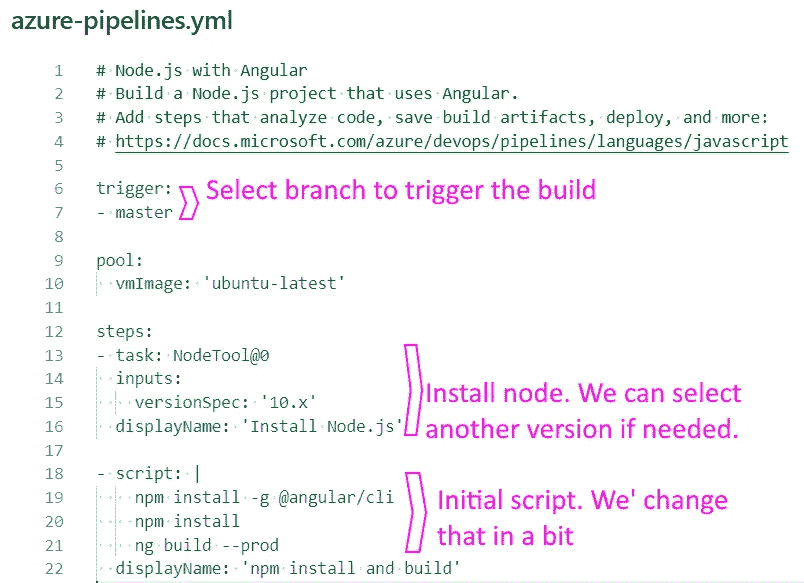 azure-pipelines.yml
1 # Node.js with Angular
2 # Build a Node.js project that uses Angular.
3 # Add steps that analyze code, save build artifacts, deploy, and more:
4 # https://docs.microsoft.com/azure/devops/pipelines/languages/javascript
5
6 trigger:
Select branch to trigger the build
7 - master
8
9 pool:
10   vmImage: 'ubuntu-latest'
11
12 steps:
13 - task: NodeTool@0
14   inputs:
15     versionSpec: '10.x'
Install node. We can select
16   displayName: 'Install Node.js'
another version if needed.
17
18 - script: |
19     npm install -g @angular/cli
Initial script. We' change
20     npm install
that in a bit
21     ng build --prod
22   displayName: 'npm install and build'